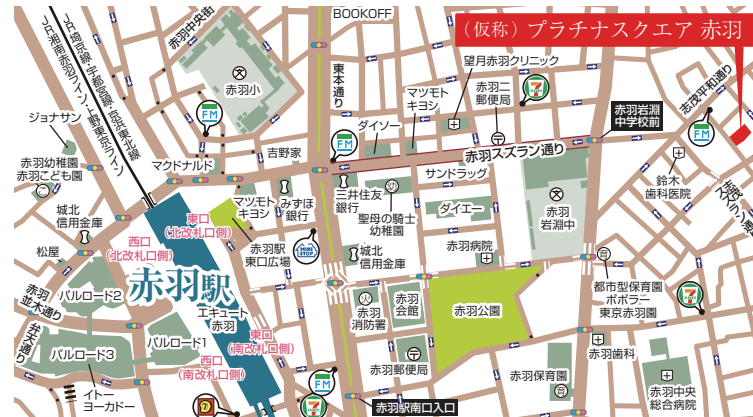 BOOKOFF
(仮称)プラチナスクエア 赤羽
JR埼京線・宇都宮線・京浜東北線
JR湘南赤羽ライン・上野東京ライン
赤羽中央街
赤羽小
東本通り
望月赤羽クリニック
赤羽二
郵便局
マツモト
キヨシ
ダイソー
赤羽岩淵
中学校前
志茂平和通り
ジョナサン
赤羽幼稚園
赤羽こども園
マクドナルド
吉野家
赤羽スズラン通り
サンドラッグ
鈴木
歯科医院
志茂スズラン通り
城北
信用金庫
マツモト
キヨシ
みずほ
銀行
三井住友
銀行
聖母の騎士
幼稚園
ダイエー
赤羽
岩淵中
東口
(北改札口側)
西口
(北改札口側)
赤羽駅
東口広場
MINI STOP
城北
信用金庫
赤羽病院
松屋
赤羽駅
パルロード2
赤羽
並木通り
弁天通り
エキュート
赤羽
赤羽
消防署
赤羽
会館
赤羽公園
都市型保育園
ポポラー
東京赤羽園
パルロード3
パルロード1
東口
(南改札口側)
西口
(南改札口側)
赤羽郵便局
赤羽歯科
イトー
ヨーカドー
赤羽駅南口入口
赤羽保育園
赤羽中央
総合病院